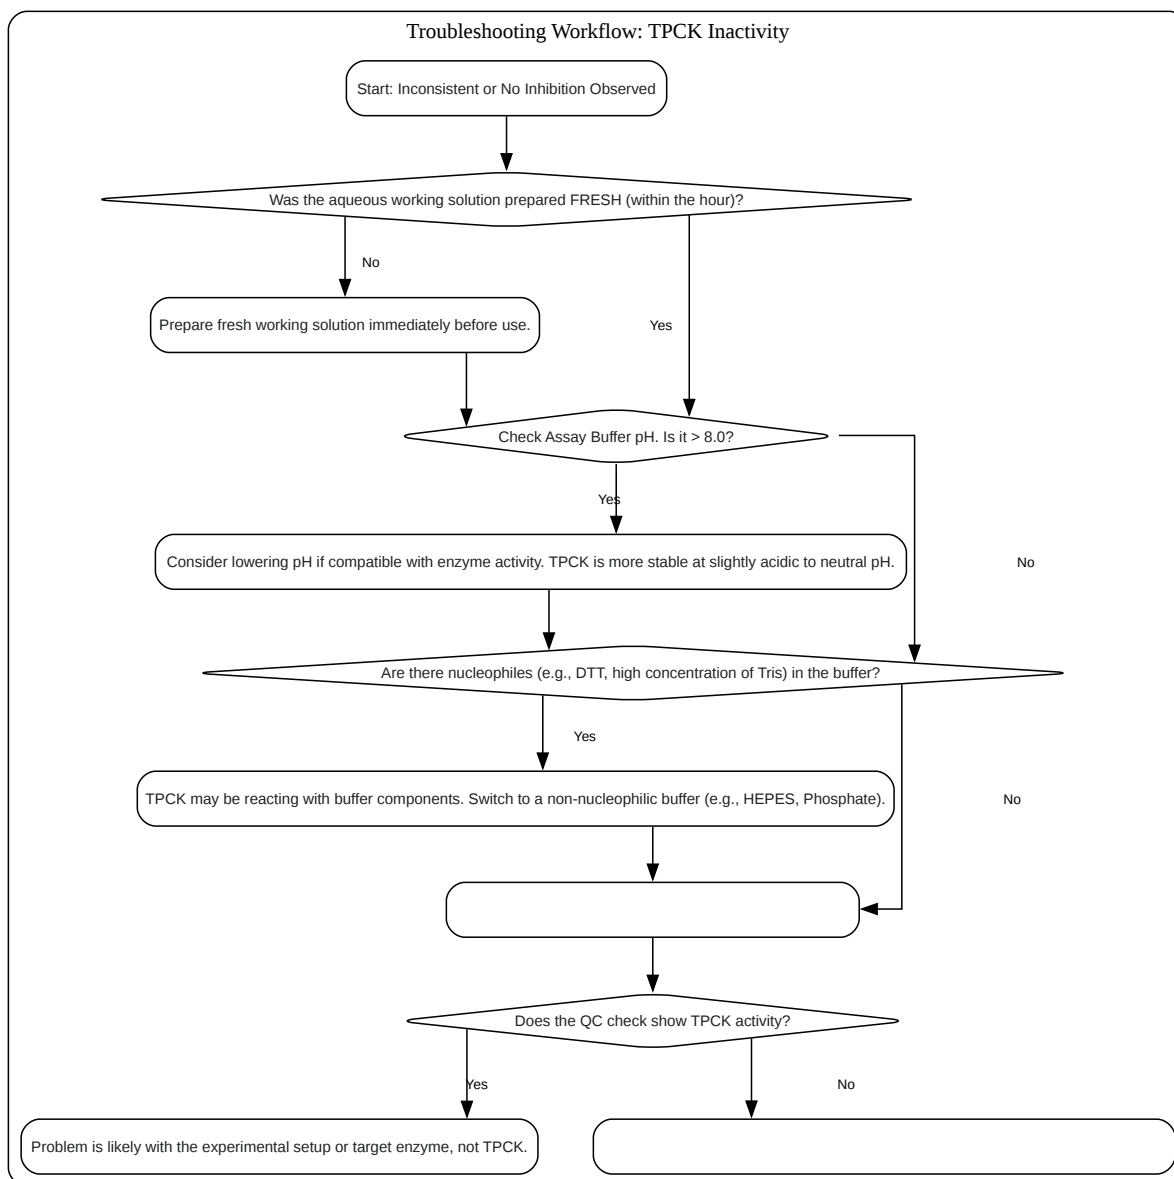 Troubleshooting Workflow: TPCK Inactivity
Start: Inconsistent or No Inhibition Observed
Was the aqueous working solution prepared FRESH (within the hour)?
No
Prepare fresh working solution immediately before use.
Yes
Check Assay Buffer pH. Is it > 8.0?
Yes
Consider lowering pH if compatible with enzyme activity. TPCK is more stable at slightly acidic to neutral pH.
No
Are there nucleophiles (e.g., DTT, high concentration of Tris) in the buffer?
Yes
TPCK may be reacting with buffer components. Switch to a non-nucleophilic buffer (e.g., HEPES, Phosphate).
No
Does the QC check show TPCK activity?
Yes
No
Problem is likely with the experimental setup or target enzyme, not TPCK.